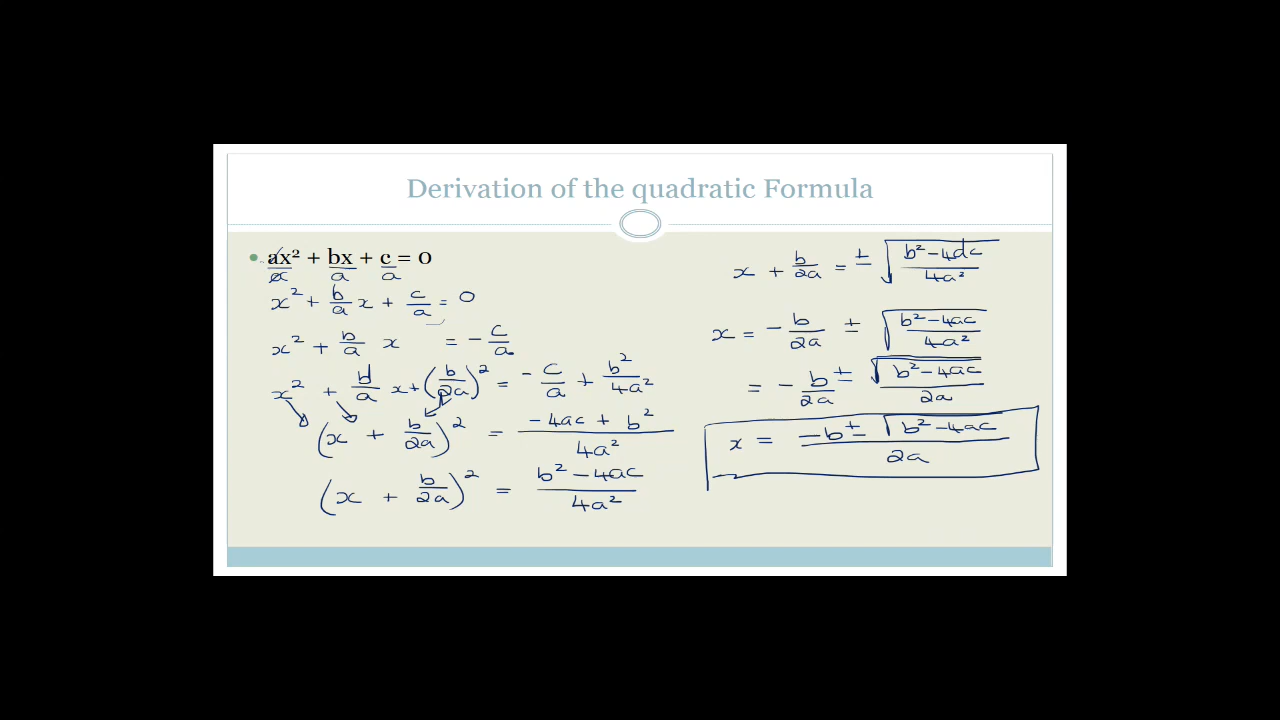 Derivation of the quadratic Formula
• ax² + bx + c = 0
a a a
x² + b/a x + c/a = 0
x² + b/a x = - c/a
x² + b/a x + (b/2a)² = - c/a + b²/4a²
(x + b/2a)² = - 4ac + b² / 4a²
(x + b/2a)² = b² - 4ac / 4a²
x + b/2a = ± √(b² - 4ac / 4a²)
x = - b/2a ± √(b² - 4ac / 4a²)
= - b/2a ± √(b² - 4ac) / 2a
x = -b ± √(b² - 4ac) / 2a